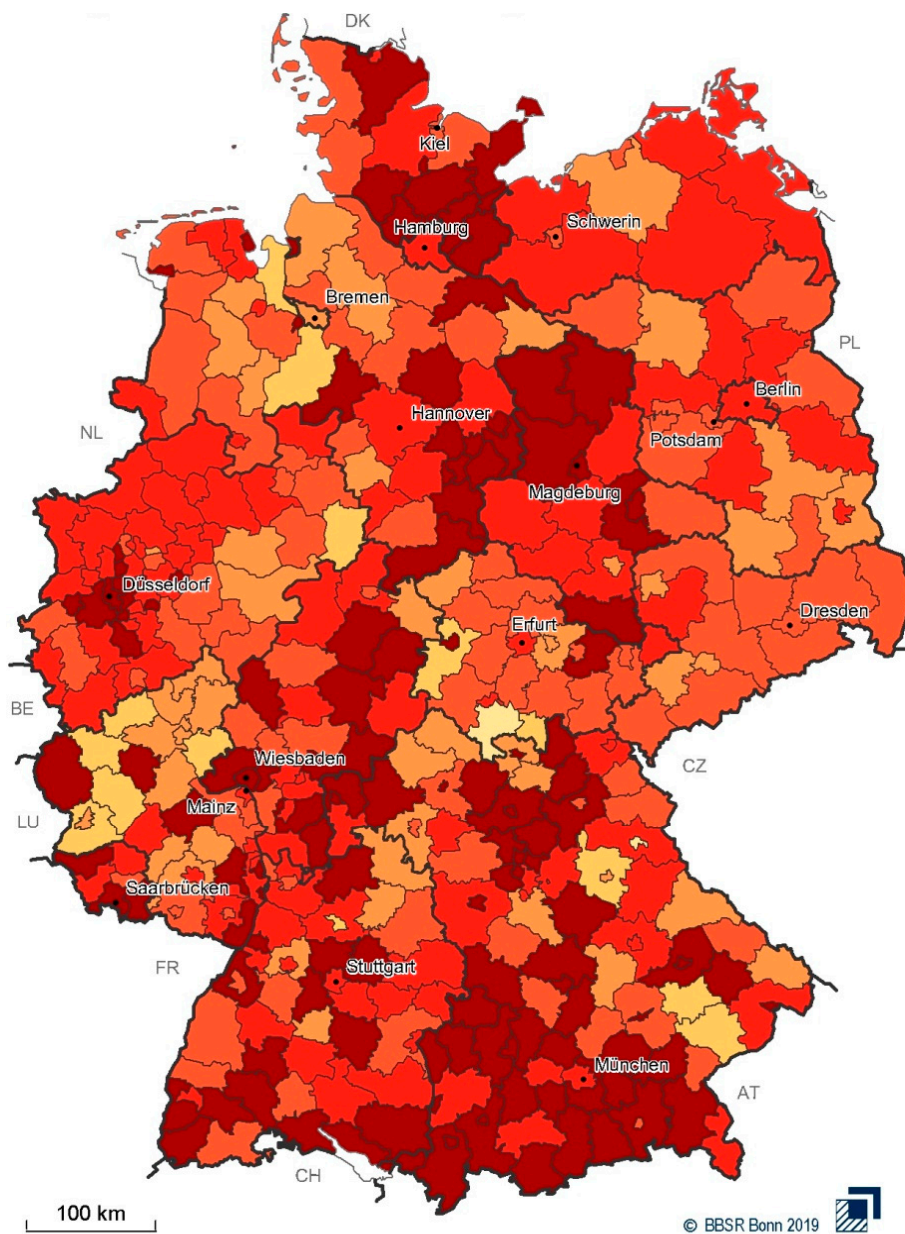 DK
Kiel
Hamburg
Schwerin
Bremen
PL
Berlin
Hannover
NL
Potsdam
Magdeburg
Düsseldorf
Erfurt
Dresden
BE
Wiesbaden
CZ
Mainz
LU
Saarbrücken
FR
Stuttgart
München
AT
CH
100 km
© BBSR Bonn 2019